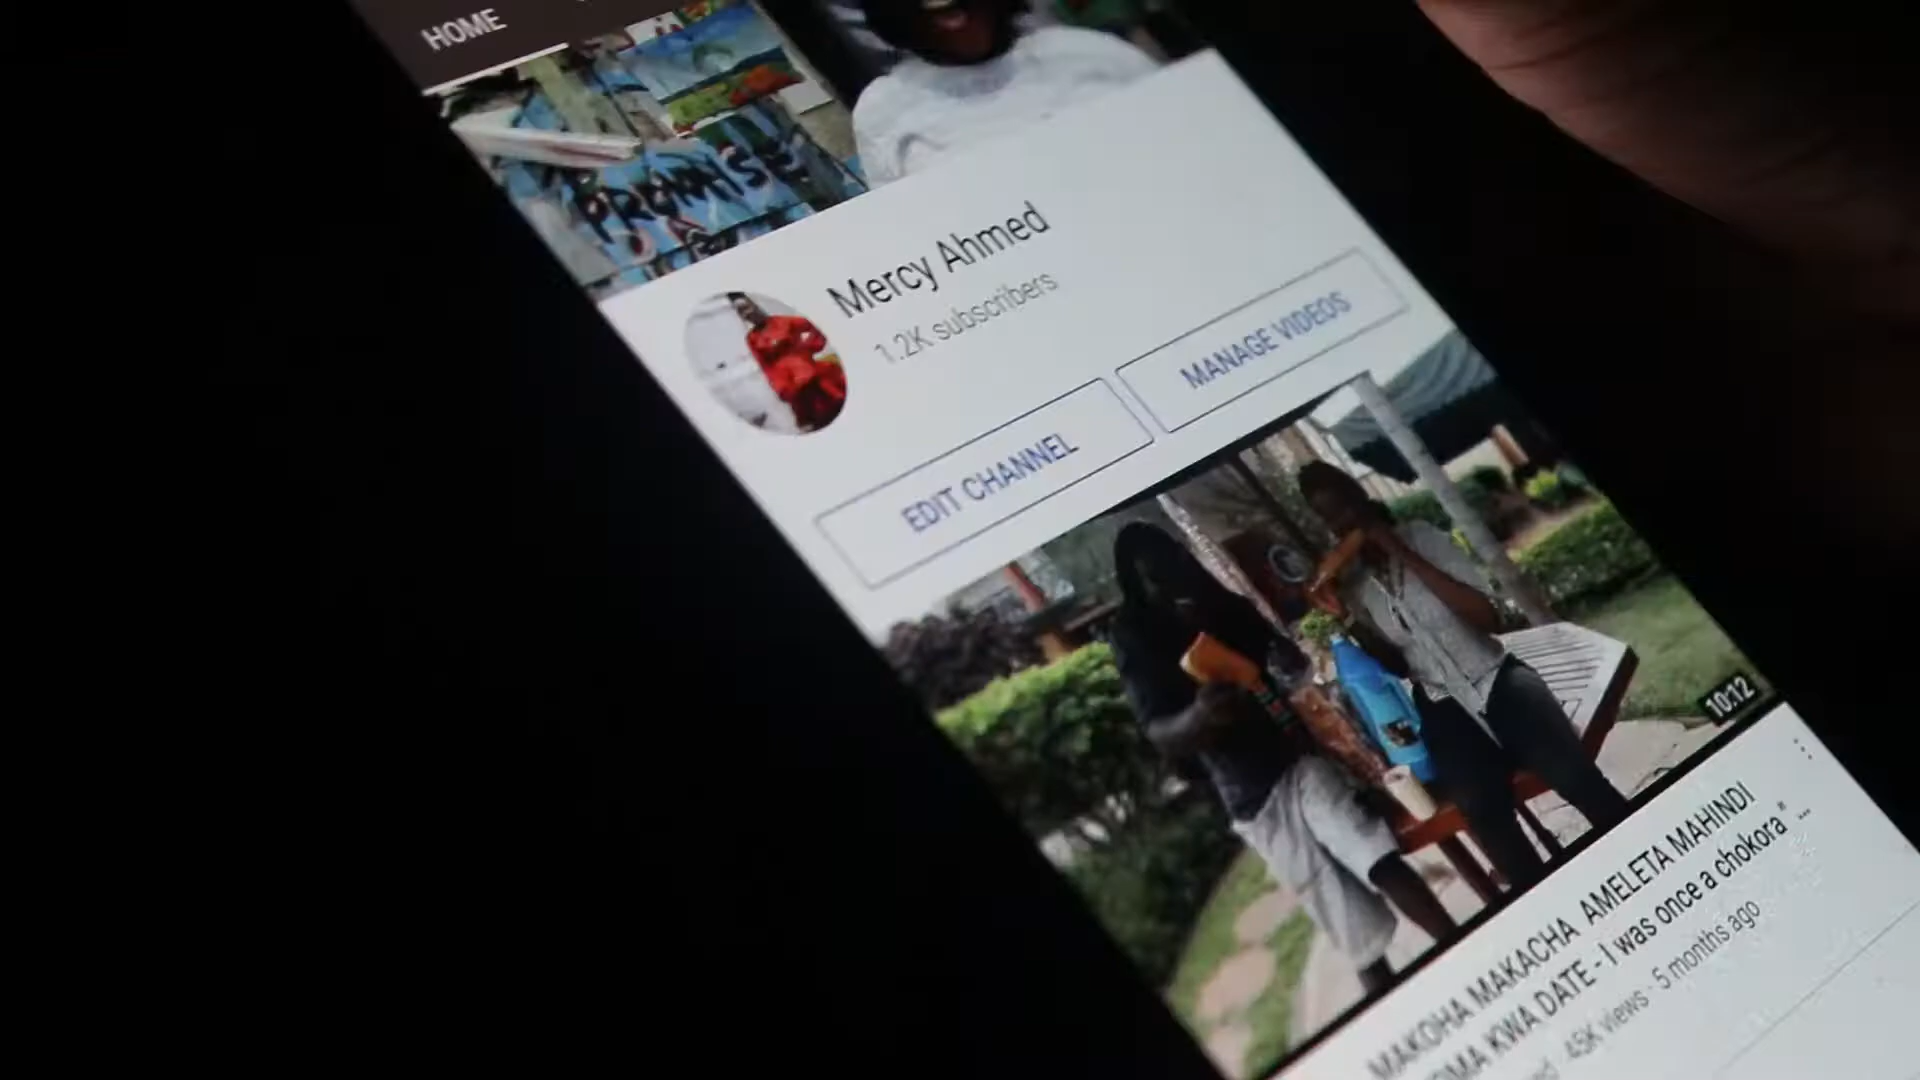 HOME
PROMISE
Mercy Ahmed
1.2K subscribers
EDIT CHANNEL
MANAGE VIDEOS
10:12
MAKOHA MAKACHA AMELETA MAHINDI
KWA DATE - I was once a chokora" ...
45K views · 5 months ago